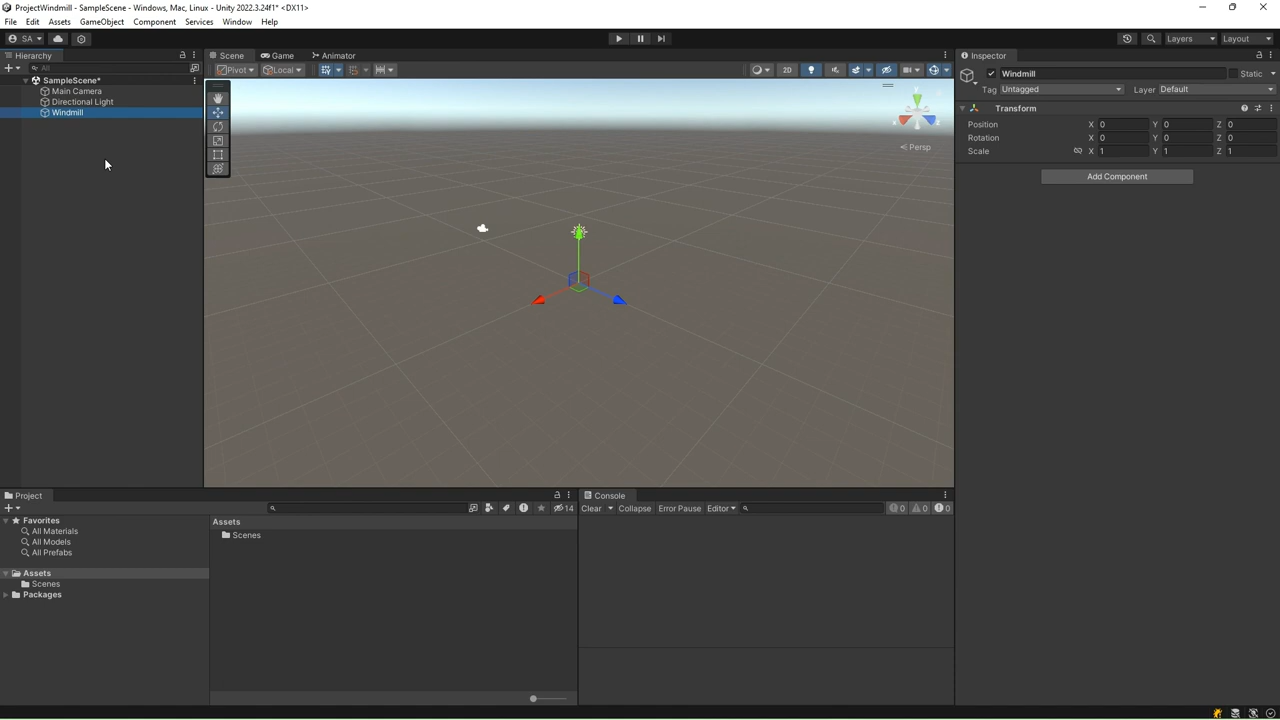 ProjectWindmill - SampleScene - Windows, Mac, Linux - Unity 2022.3.24f1* <DX11>
File Edit Assets GameObject Component Services Window Help
SA Layers Layout
Hierarchy
All
SampleScene*
Main Camera
Directional Light
Windmill
Scene Game Animator
Pivot Local 2D
Persp
Inspector
Windmill Static
Tag Untagged Layer Default
Transform
Position X 0 Y 0 Z 0
Rotation X 0 Y 0 Z 0
Scale X 1 Y 1 Z 1
Add Component
Project
14
Favorites
All Materials
All Models
All Prefabs
Assets
Scenes
Packages
Assets
Scenes
Console
Clear Collapse Error Pause Editor 0 0 0